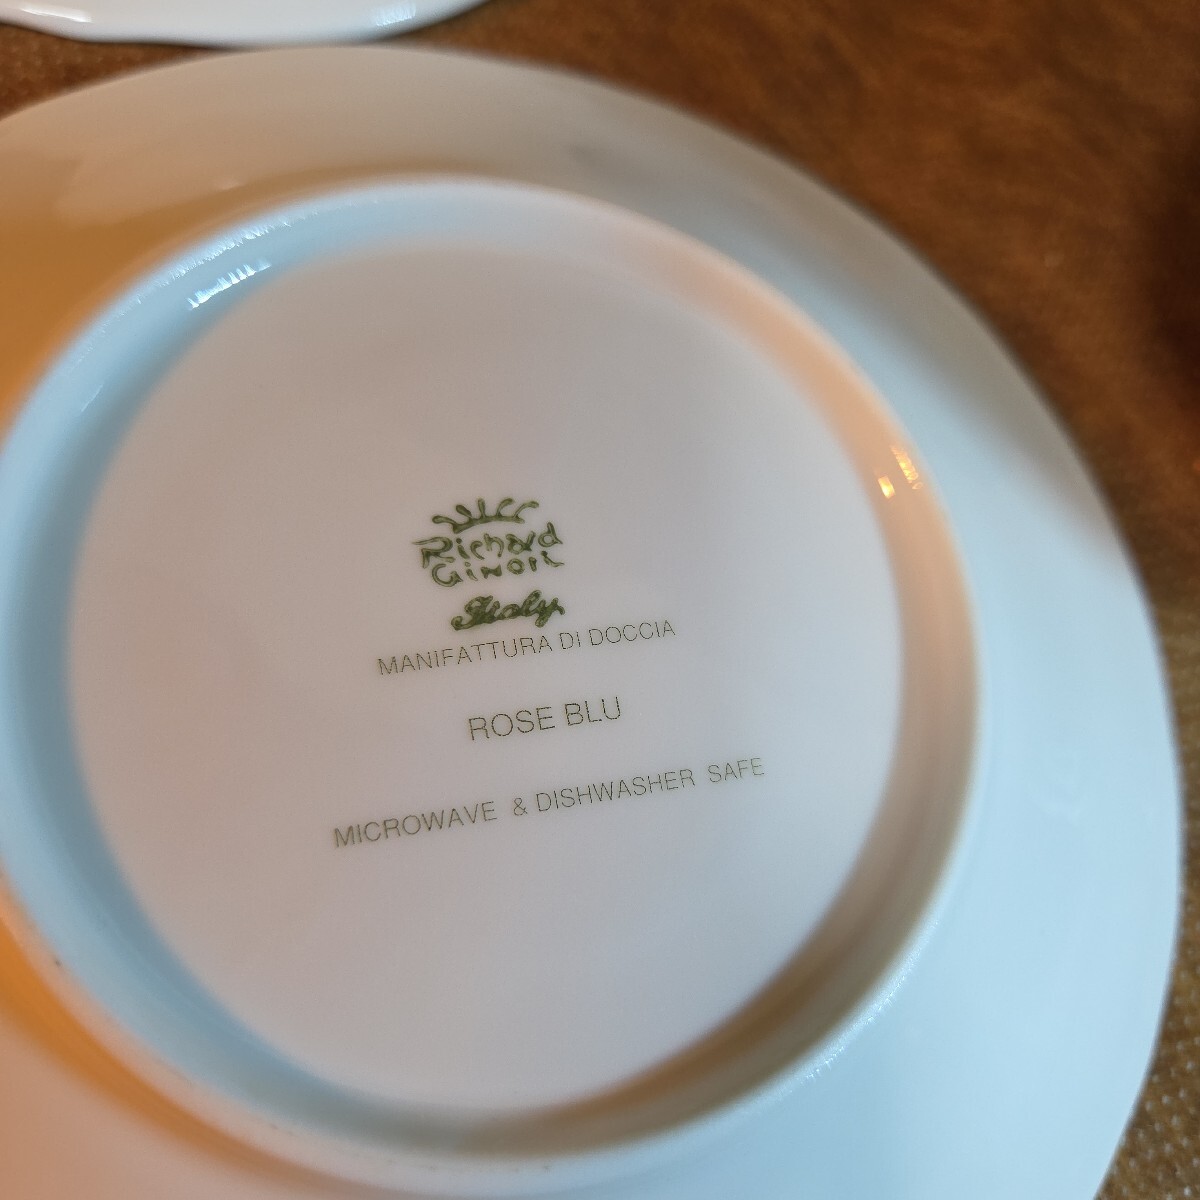 Richard
Ginori
Italy
MANIFATTURA DI DOCCIA
ROSE BLU
MICROWAVE & DISHWASHER SAFE